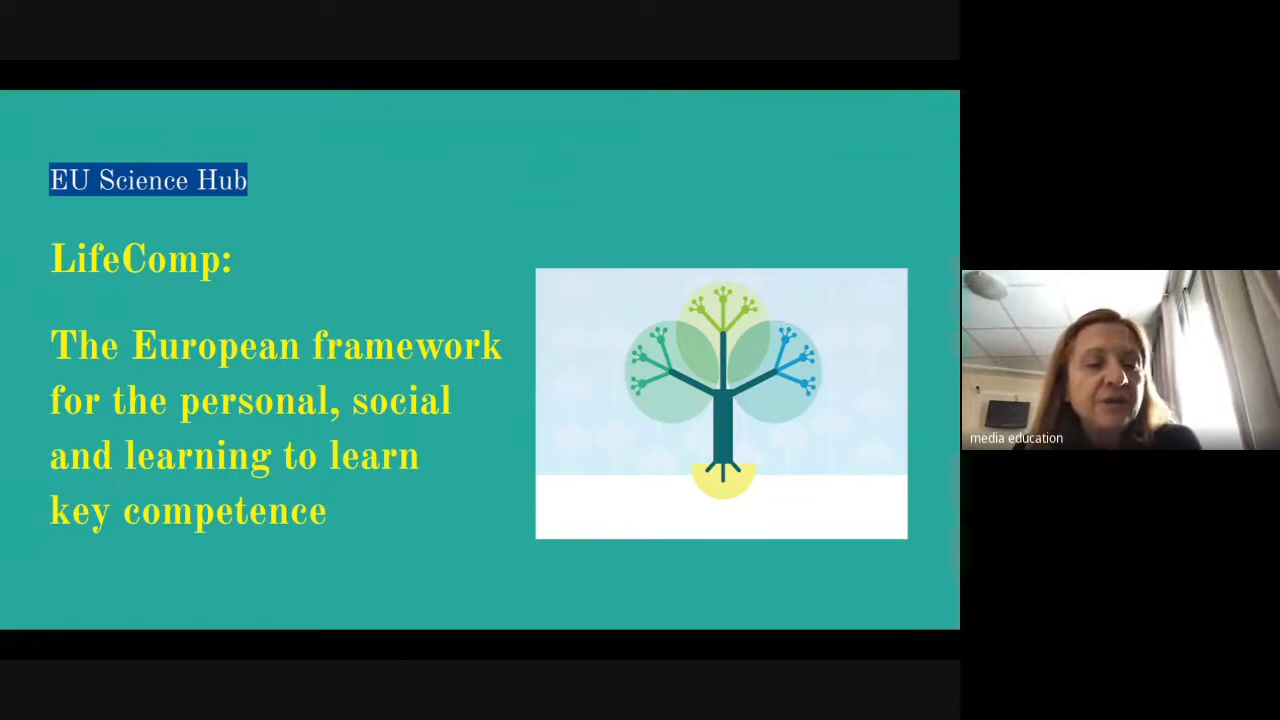 EU Science Hub
LifeComp:
The European framework
for the personal, social
and learning to learn
key competence
media education